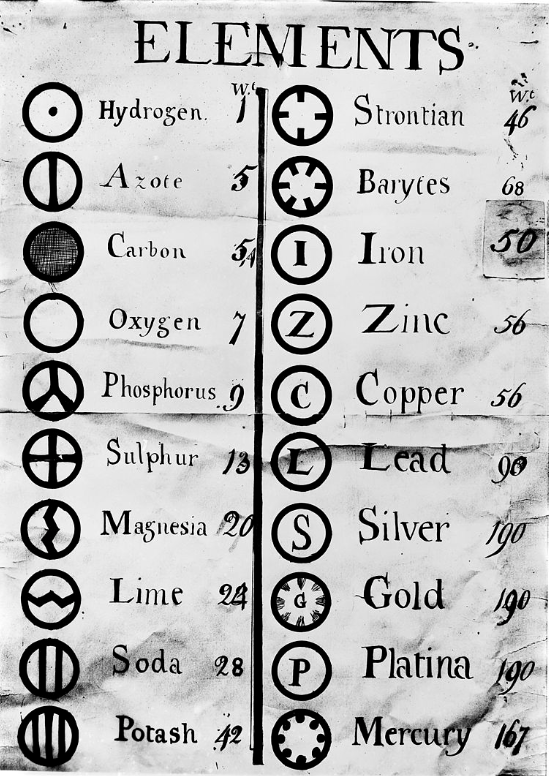 ELEMENTS
Wt
Hydrogen. 1
Azote 5
Carbon 5,4
Oxygen 7
Phosphorus 9
Sulphur 13
Magnesia 20
Lime 24
Soda 28
Potash 42
Wt
Strontian 46
Barytes 68
I Iron 50
Z Zinc 56
C Copper 56
L Lead 90
S Silver 190
G Gold 190
P Platina 190
Mercury 167